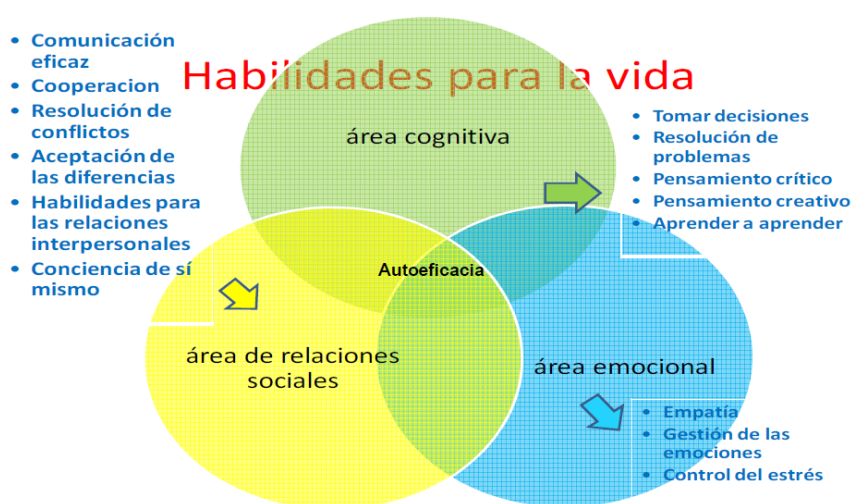 Habilidades para la vida
• Comunicación
eficaz
• Cooperacion
• Resolución de
conflictos
• Aceptación de
las diferencias
• Habilidades para
las relaciones
interpersonales
• Conciencia de sí
mismo
área cognitiva
• Tomar decisiones
• Resolución de
problemas
• Pensamiento crítico
• Pensamiento creativo
• Aprender a aprender
Autoeficacia
área de relaciones
sociales
área emocional
• Empatía
• Gestión de las
emociones
• Control del estrés